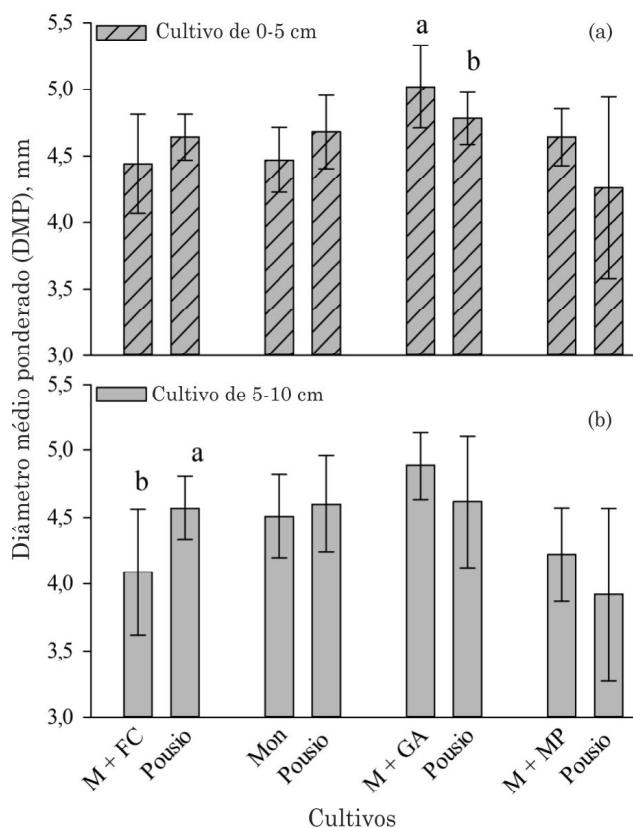 Diâmetro médio ponderado (DMP), mm
5,5
5,0
4,5
4,0
3,5
3,0
Cultivo de 0-5 cm
(a)
a
b
5,5
5,0
4,5
4,0
3,5
3,0
Cultivo de 5-10 cm
(b)
b
a
M + FC
Pousio
Mon
Pousio
M + GA
Pousio
M + MP
Pousio
Cultivos